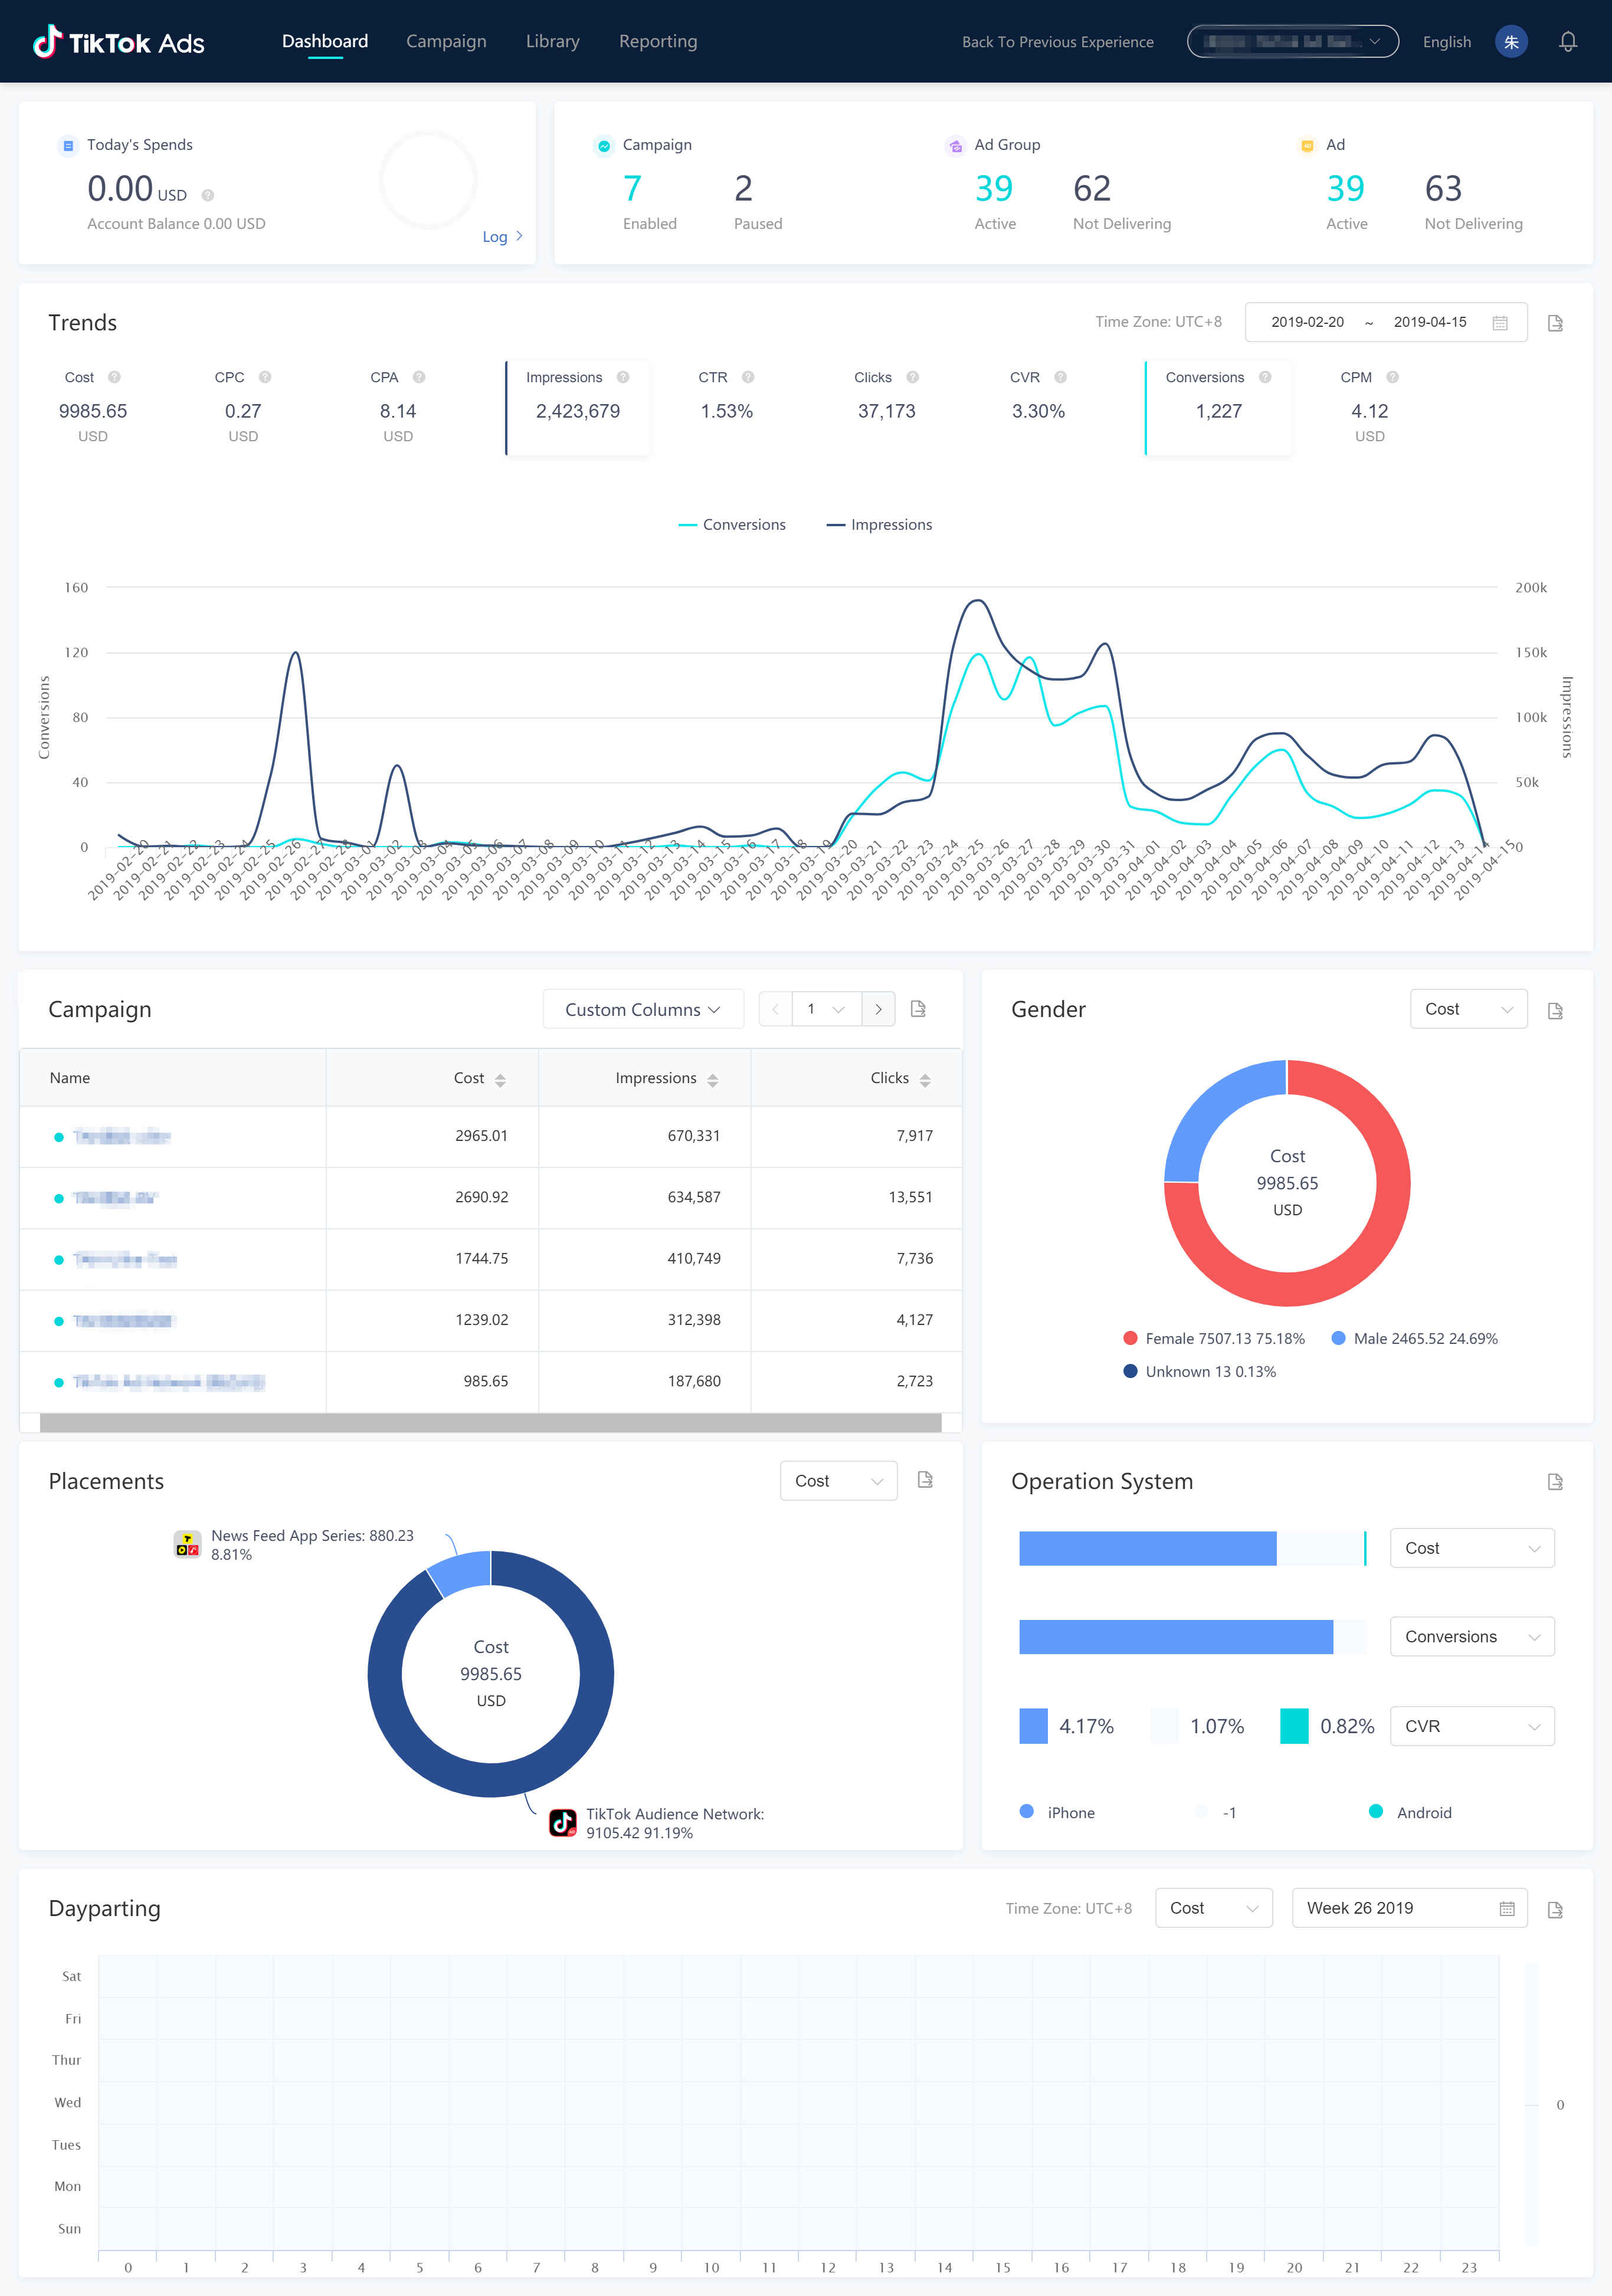 TikTok Ads
Dashboard Campaign Library Reporting Back To Previous Experience English 朱
Today's Spends
0.00 USD
Account Balance 0.00 USD
Log
Campaign
7 2
Enabled Paused
Ad Group
39 62
Active Not Delivering
Ad
39 63
Active Not Delivering
Trends
Time Zone: UTC+8 2019-02-20 ~ 2019-04-15
Cost CPC CPA Impressions CTR Clicks CVR Conversions CPM
9985.65 0.27 8.14 2,423,679 1.53% 37,173 3.30% 1,227 4.12
USD USD USD USD
Conversions Impressions
160 200k
120 150k
80 100k
40 50k
0 0
Conversions
Impressions
2019-02-20
2019-02-21
2019-02-22
2019-02-23
2019-02-24
2019-02-25
2019-02-26
2019-02-27
2019-02-28
2019-03-01
2019-03-02
2019-03-03
2019-03-04
2019-03-05
2019-03-06
2019-03-07
2019-03-08
2019-03-09
2019-03-10
2019-03-11
2019-03-12
2019-03-13
2019-03-14
2019-03-15
2019-03-16
2019-03-17
2019-03-18
2019-03-19
2019-03-20
2019-03-21
2019-03-22
2019-03-23
2019-03-24
2019-03-25
2019-03-26
2019-03-27
2019-03-28
2019-03-29
2019-03-30
2019-03-31
2019-04-01
2019-04-02
2019-04-03
2019-04-04
2019-04-05
2019-04-06
2019-04-07
2019-04-08
2019-04-09
2019-04-10
2019-04-11
2019-04-12
2019-04-13
2019-04-14
2019-04-15
Campaign
Custom Columns 1
Name Cost Impressions Clicks
2965.01 670,331 7,917
2690.92 634,587 13,551
1744.75 410,749 7,736
1239.02 312,398 4,127
985.65 187,680 2,723
Gender
Cost
Cost
9985.65
USD
Female 7507.13 75.18% Male 2465.52 24.69%
Unknown 13 0.13%
Placements
Cost
News Feed App Series: 880.23
8.81%
Cost
9985.65
USD
TikTok Audience Network:
9105.42 91.19%
Operation System
Cost
Conversions
4.17% 1.07% 0.82% CVR
iPhone -1 Android
Dayparting
Time Zone: UTC+8 Cost Week 26 2019
Sat
Fri
Thur
Wed
Tues
Mon
Sun
0
0 1 2 3 4 5 6 7 8 9 10 11 12 13 14 15 16 17 18 19 20 21 22 23